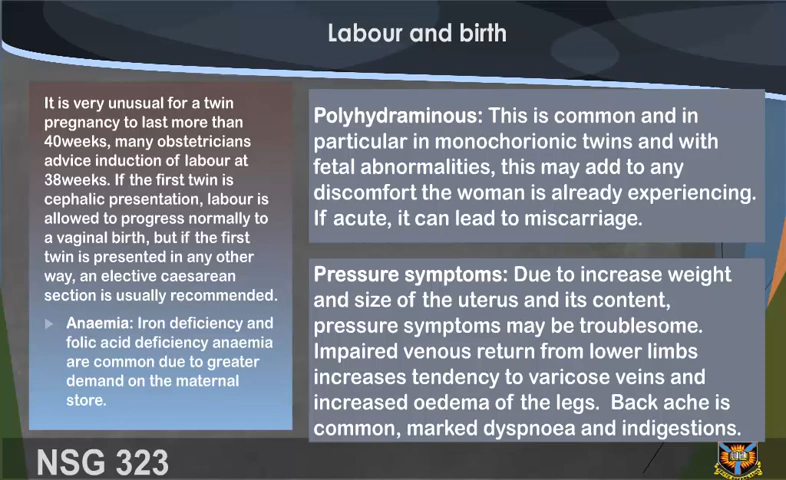 Labour and birth
It is very unusual for a twin
pregnancy to last more than
40weeks, many obstetricians
advice induction of labour at
38weeks. If the first twin is
cephalic presentation, labour is
allowed to progress normally to
a vaginal birth, but if the first
twin is presented in any other
way, an elective caesarean
section is usually recommended.
Anaemia: Iron deficiency and
folic acid deficiency anaemia
are common due to greater
demand on the maternal
store.
Polyhydraminous: This is common and in
particular in monochorionic twins and with
fetal abnormalities, this may add to any
discomfort the woman is already experiencing.
If acute, it can lead to miscarriage.
Pressure symptoms: Due to increase weight
and size of the uterus and its content,
pressure symptoms may be troublesome.
Impaired venous return from lower limbs
increases tendency to varicose veins and
increased oedema of the legs.  Back ache is
common, marked dyspnoea and indigestions.
NSG 323